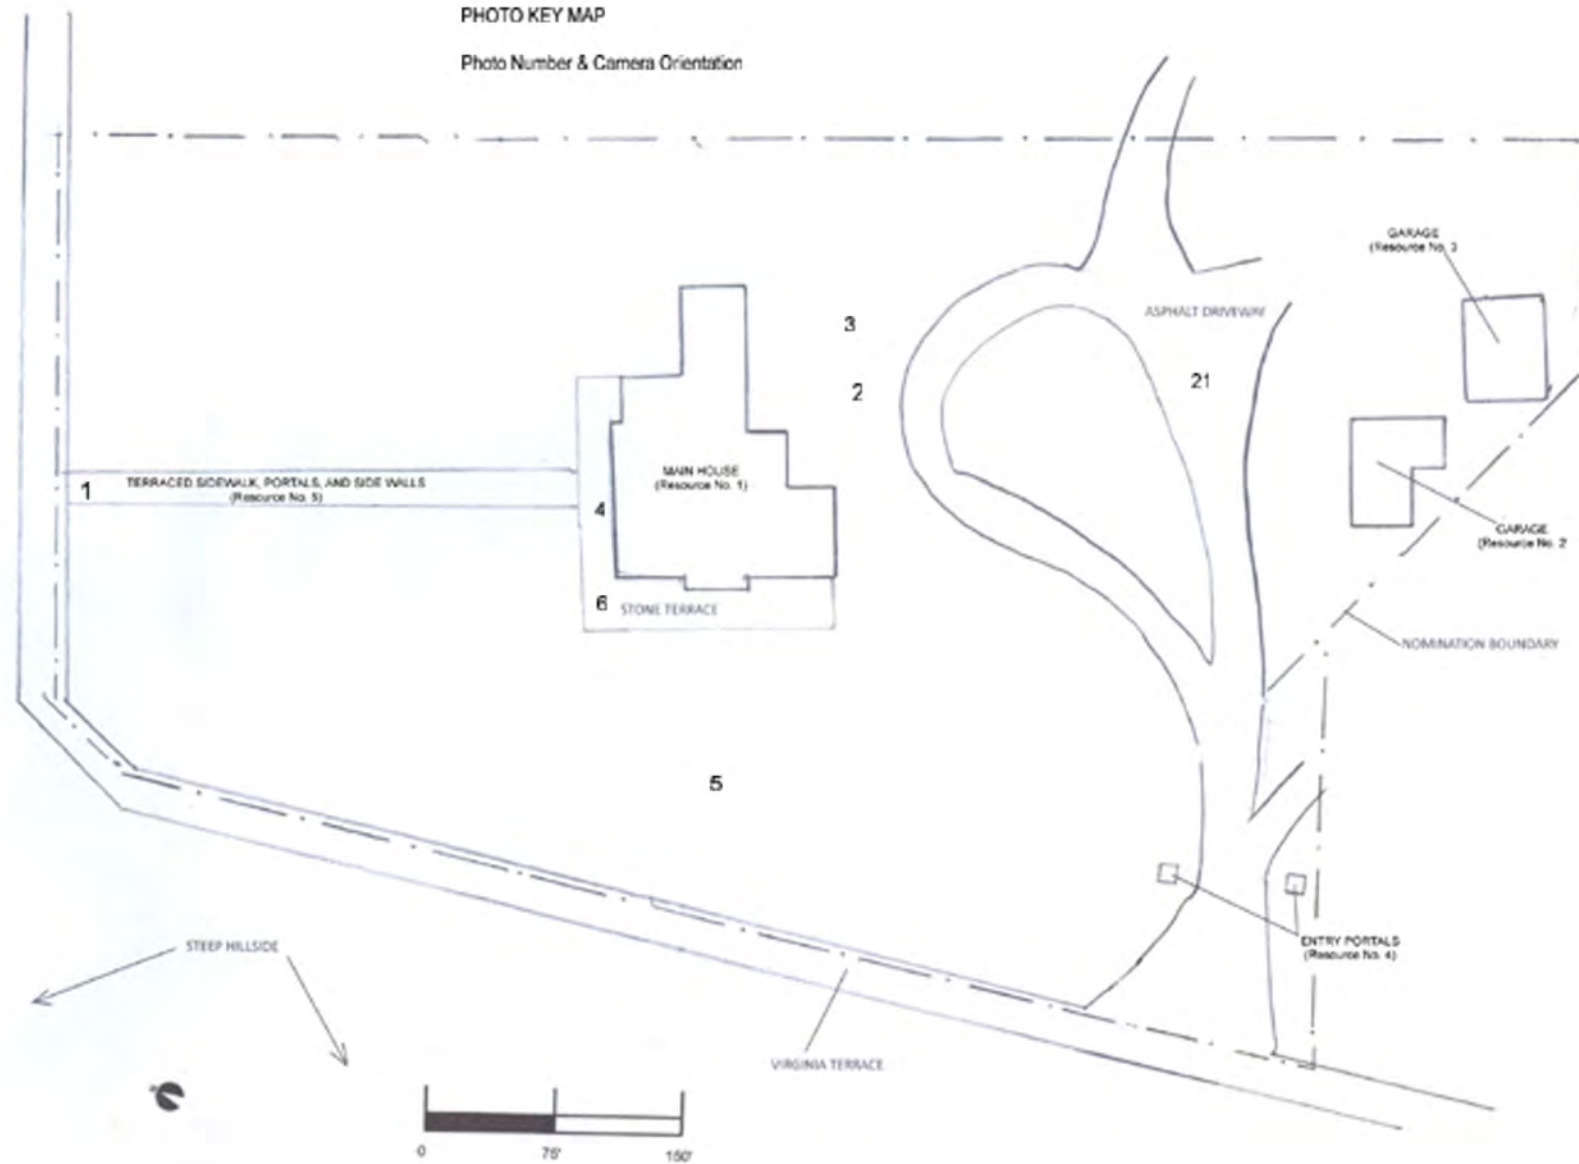 PHOTO KEY MAP
Photo Number & Camera Orientation
GARAGE
(Resource No. 3
ASPHALT DRIVEWAY
3
21
2
MAIN HOUSE
(Resource No. 1)
1
TERRACED SIDEWALK, PORTALS, AND SIDE WALLS
(Resource No. 5)
4
GARAGE
(Resource No. 2
6
STONE TERRACE
NOMINATION BOUNDARY
5
STEEP HILLSIDE
ENTRY PORTALS
(Resource No. 4)
VIRGINIA TERRACE
0 75' 150'